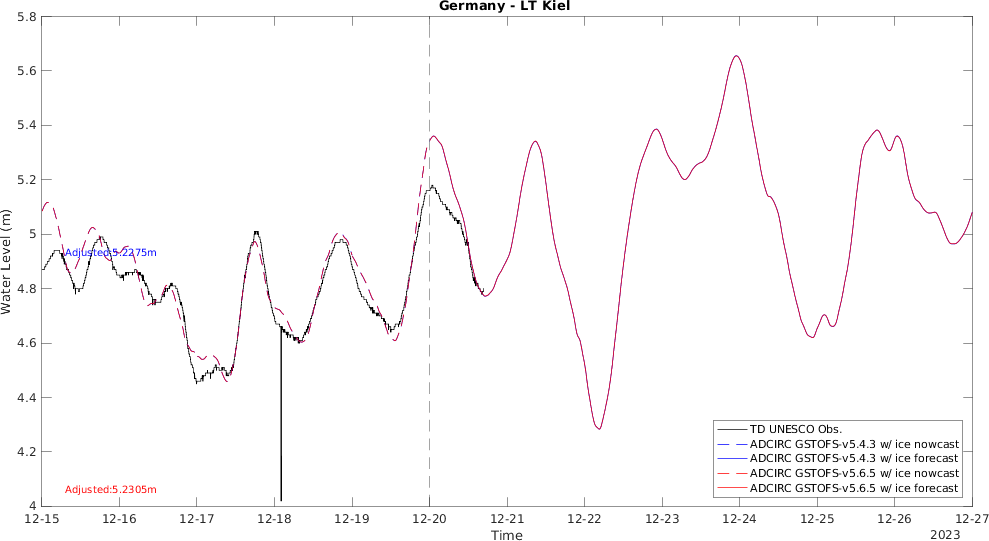 Germany - LT Kiel
5.8
5.6
5.4
5.2
5
4.8
4.6
4.4
4.2
4
Water Level (m)
Adjusted:5.2275m
Adjusted:5.2305m
TD UNESCO Obs.
ADCIRC GSTOFS-v5.4.3 w/ ice nowcast
ADCIRC GSTOFS-v5.4.3 w/ ice forecast
ADCIRC GSTOFS-v5.6.5 w/ ice nowcast
ADCIRC GSTOFS-v5.6.5 w/ ice forecast
12-15 12-16 12-17 12-18 12-19 12-20 12-21 12-22 12-23 12-24 12-25 12-26 12-27
Time
2023